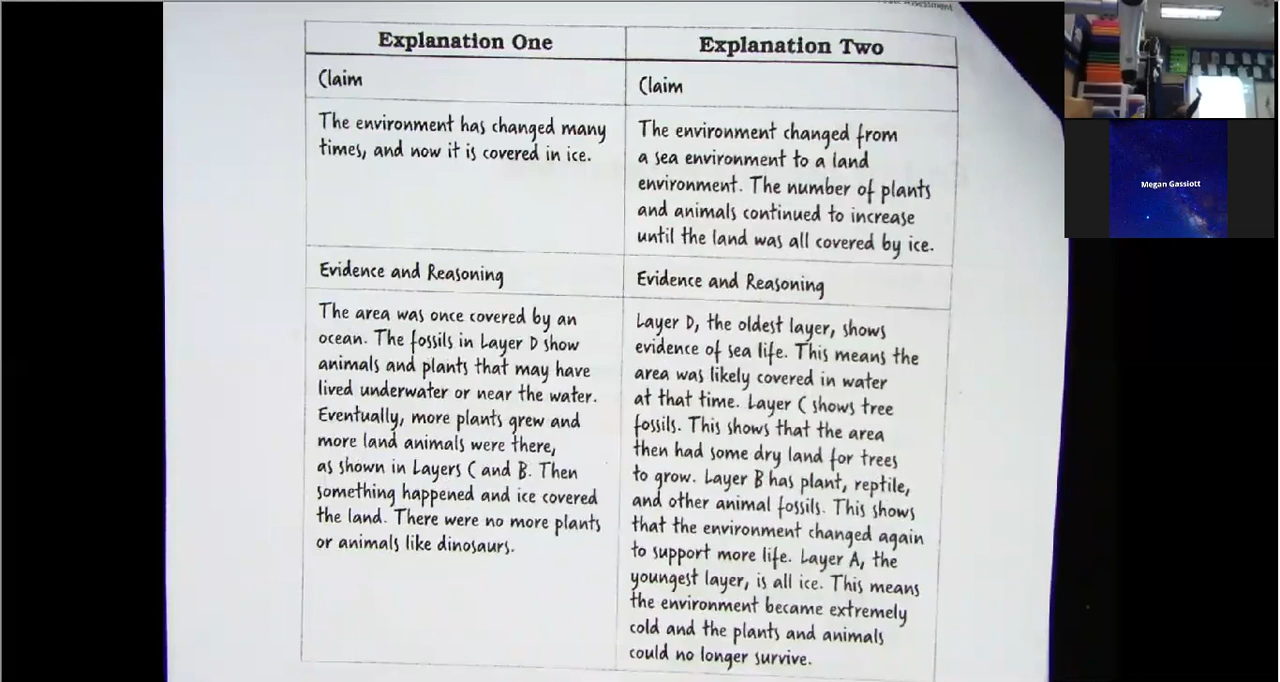 Assessment
Explanation One
Claim
The environment has changed many
times, and now it is covered in ice.
Evidence and Reasoning
The area was once covered by an
ocean. The fossils in Layer D show
animals and plants that may have
lived underwater or near the water.
Eventually, more plants grew and
more land animals were there,
as shown in Layers C and B. Then
something happened and ice covered
the land. There were no more plants
or animals like dinosaurs.
Explanation Two
Claim
The environment changed from
a sea environment to a land
environment. The number of plants
and animals continued to increase
until the land was all covered by ice.
Evidence and Reasoning
Layer D, the oldest layer, shows
evidence of sea life. This means the
area was likely covered in water
at that time. Layer C shows tree
fossils. This shows that the area
then had some dry land for trees
to grow. Layer B has plant, reptile,
and other animal fossils. This shows
that the environment changed again
to support more life. Layer A, the
youngest layer, is all ice. This means
the environment became extremely
cold and the plants and animals
could no longer survive.
Megan Gassiott